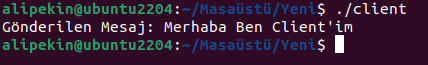 alipekin@ubuntu2204:~/Masaüstü/Yeni$ ./client
Gönderilen Mesaj: Merhaba Ben Client'im
alipekin@ubuntu2204:~/Masaüstü/Yeni$